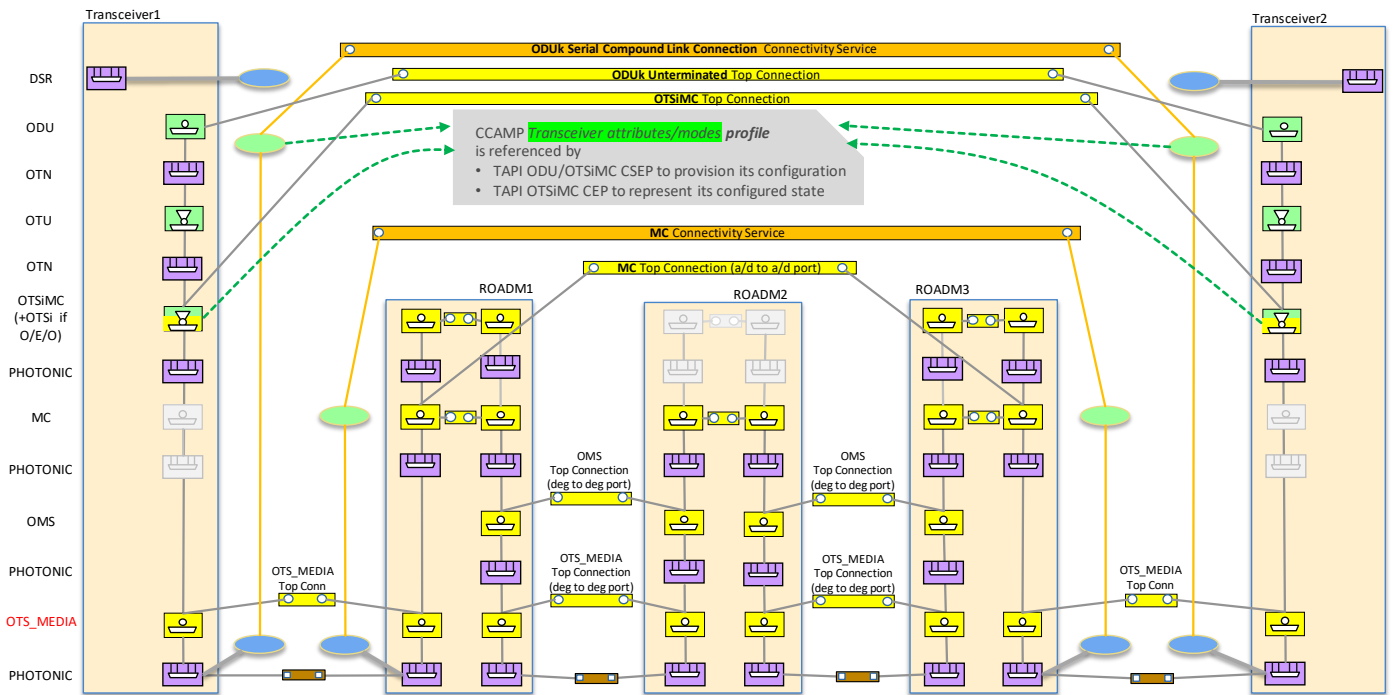 Transceiver1
Transceiver2
ODUk Serial Compound Link Connection Connectivity Service
DSR
ODUk Unterminated Top Connection
OTSiMC Top Connection
ODU
CCAMP Transceiver attributes/modes profile
is referenced by
• TAPI ODU/OTSiMC CSEP to provision its configuration
• TAPI OTSiMC CEP to represent its configured state
OTN
OTU
MC Connectivity Service
OTN
MC Top Connection (a/d to a/d port)
ROADM1
ROADM2
ROADM3
OTSiMC
(+OTSi if
O/E/O)
PHOTONIC
MC
PHOTONIC
OMS
Top Connection
(deg to deg port)
OMS
Top Connection
(deg to deg port)
OMS
PHOTONIC
OTS_MEDIA
Top Conn
OTS_MEDIA
Top Connection
(deg to deg port)
OTS_MEDIA
Top Connection
(deg to deg port)
OTS_MEDIA
Top Conn
OTS_MEDIA
PHOTONIC